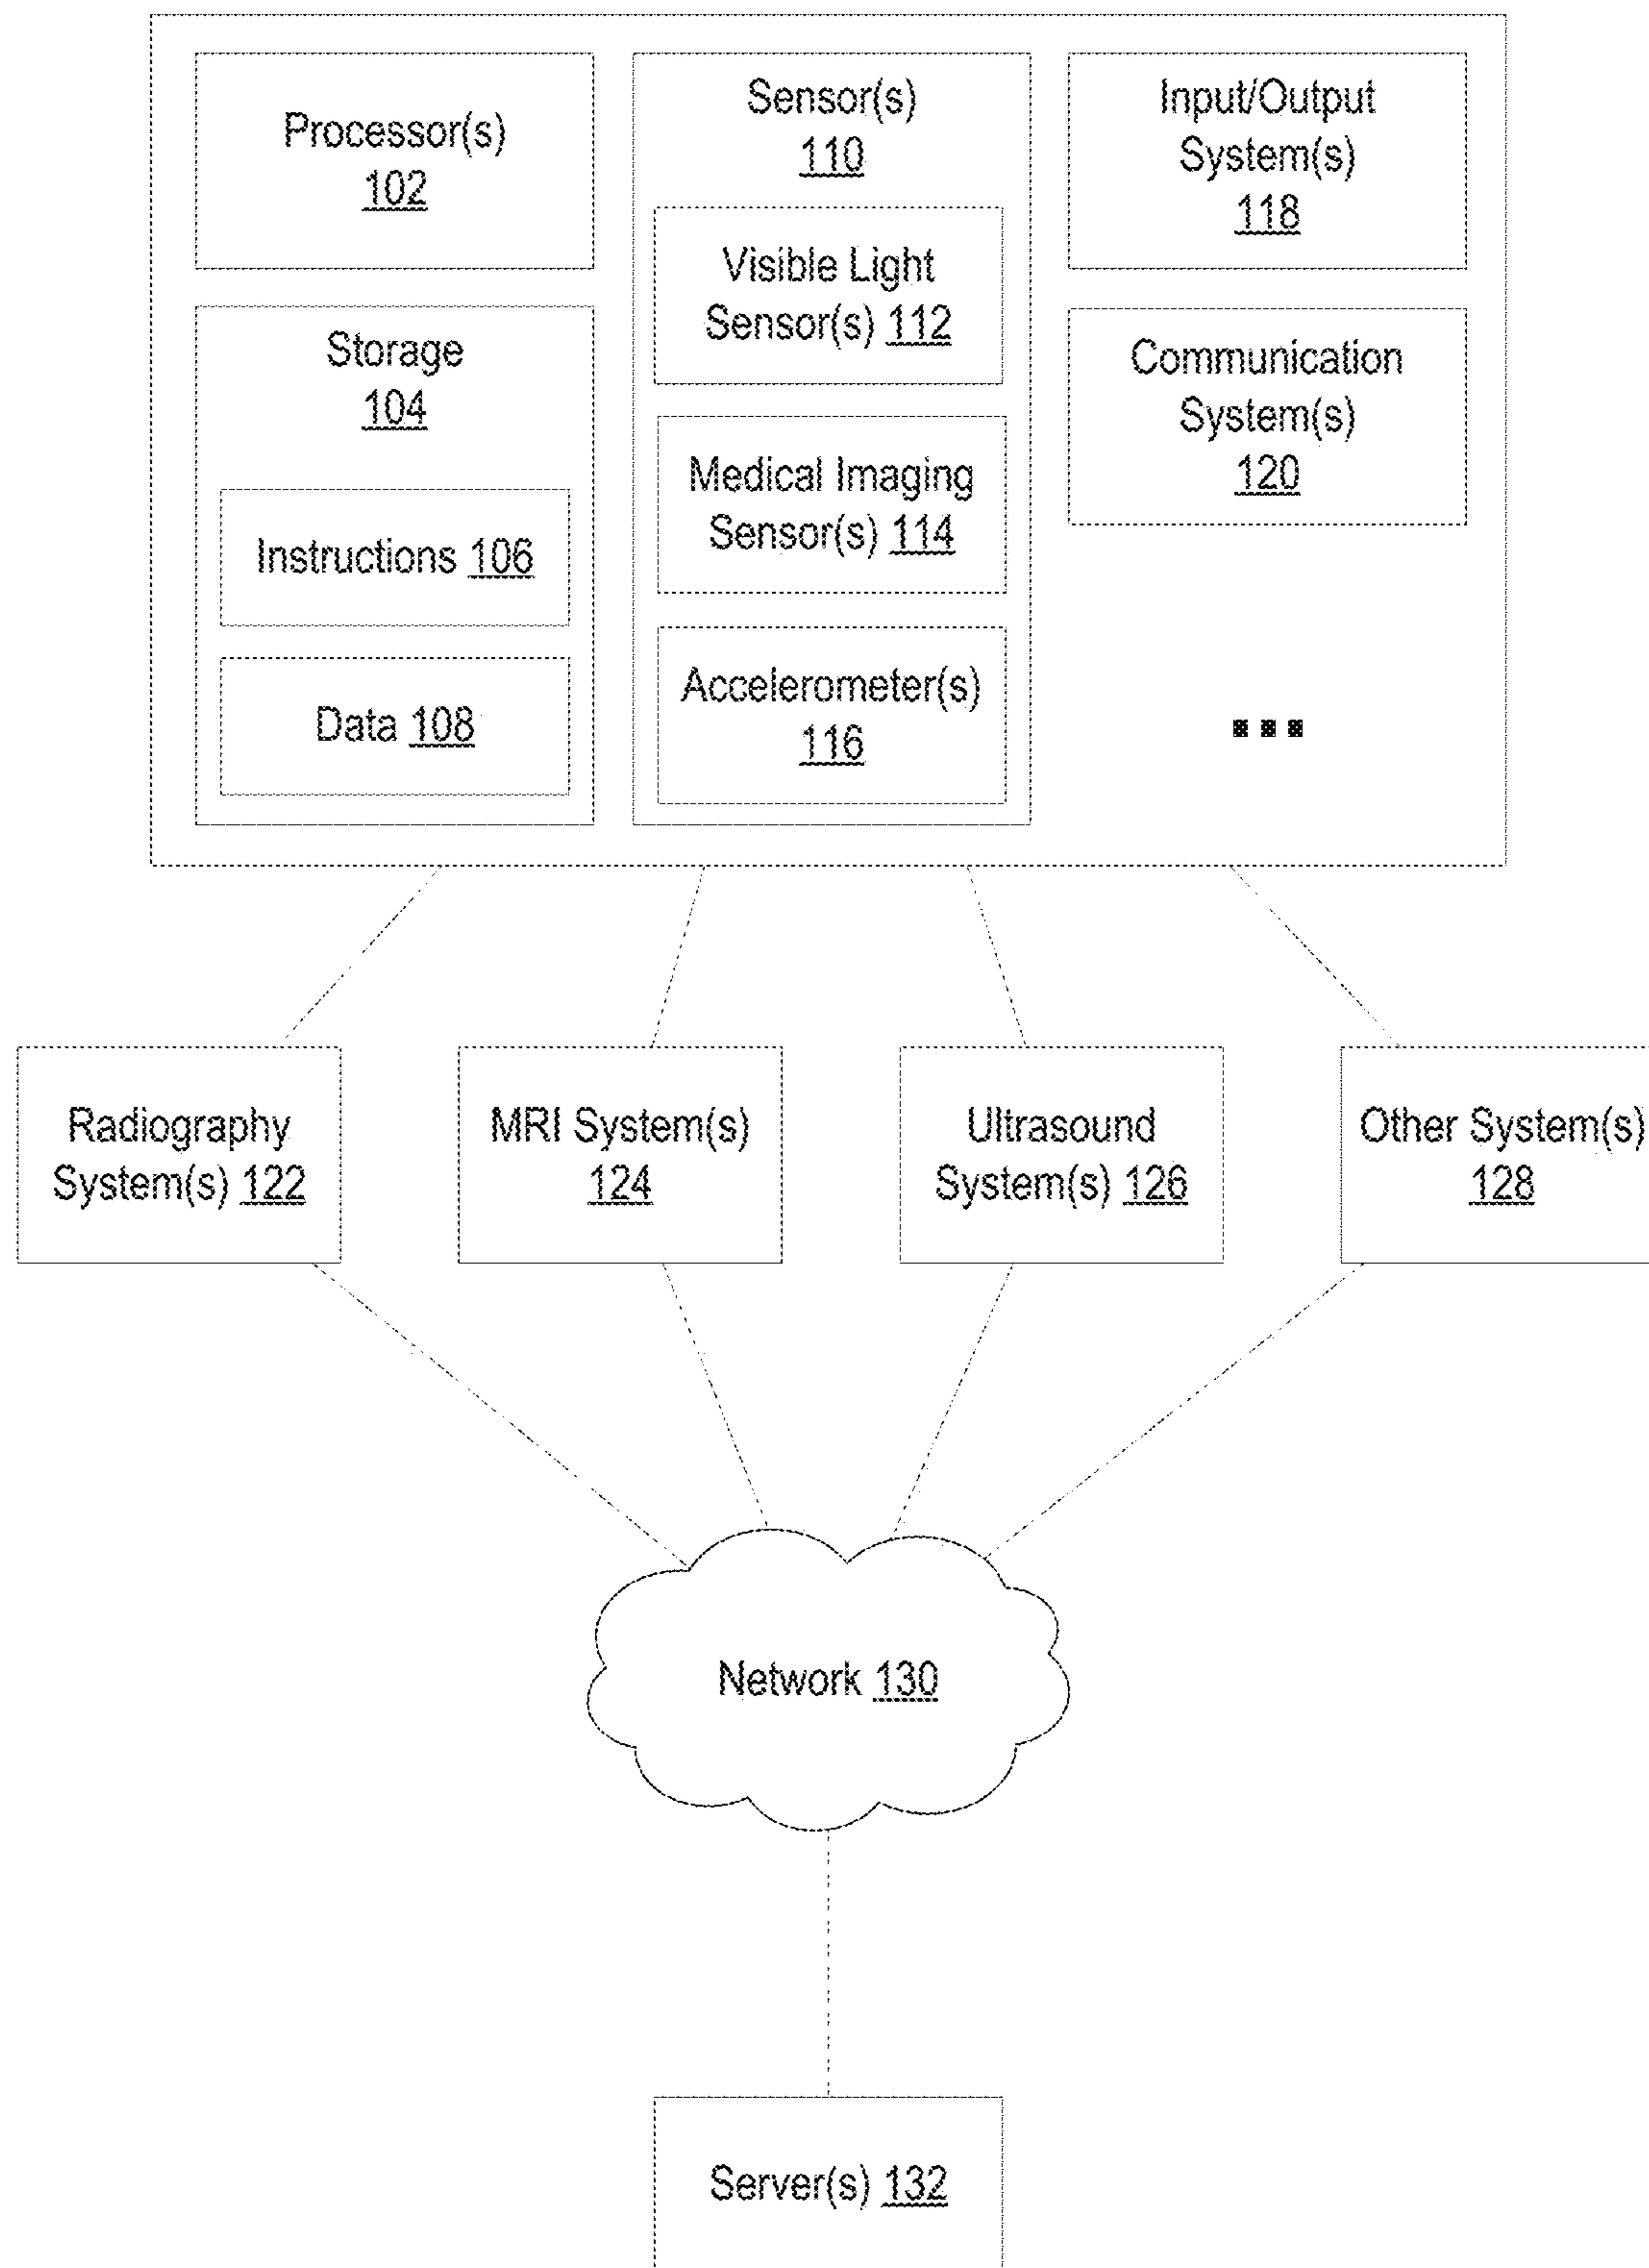 Processor(s)
102
Storage
104
Instructions 106
Data 108
Sensor(s)
110
Visible Light
Sensor(s) 112
Medical Imaging
Sensor(s) 114
Accelerometer(s)
116
Input/Output
System(s)
118
Communication
System(s)
120
Radiography
System(s) 122
MRI System(s)
124
Ultrasound
System(s) 126
Other System(s)
128
Network 130
Server(s) 132